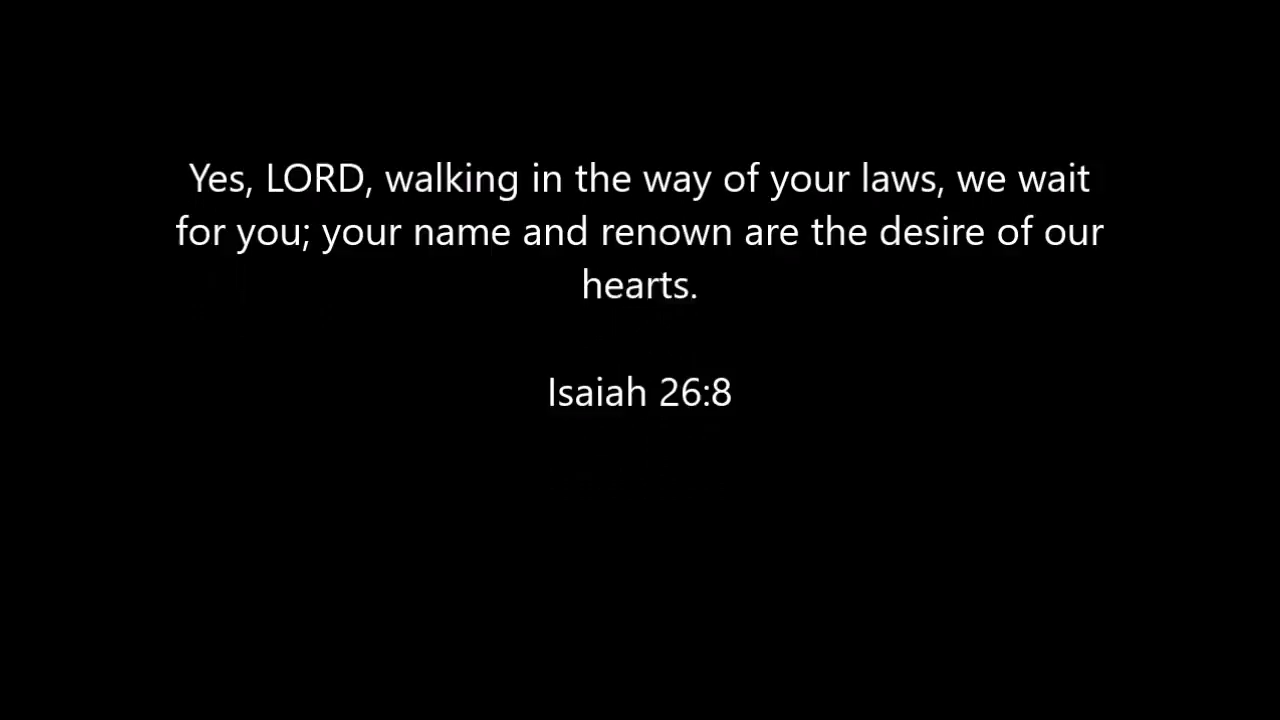 Yes, LORD, walking in the way of your laws, we wait
for you; your name and renown are the desire of our
hearts.
Isaiah 26:8